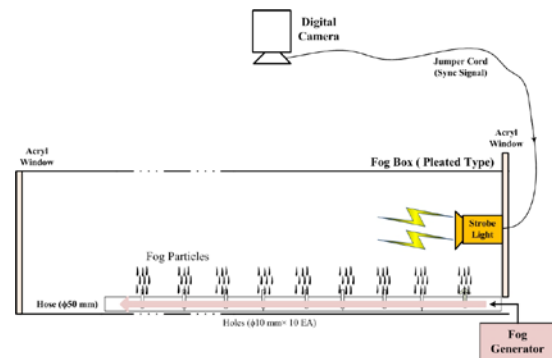 Digital
Camera
Jumper Cord
(Sync Signal)
Acryl
Window
Acryl
Window
Fog Box ( Pleated Type)
Strobe
Light
Fog Particles
Hose (ϕ50 mm)
Holes (ϕ10 mm× 10 EA)
Fog
Generator